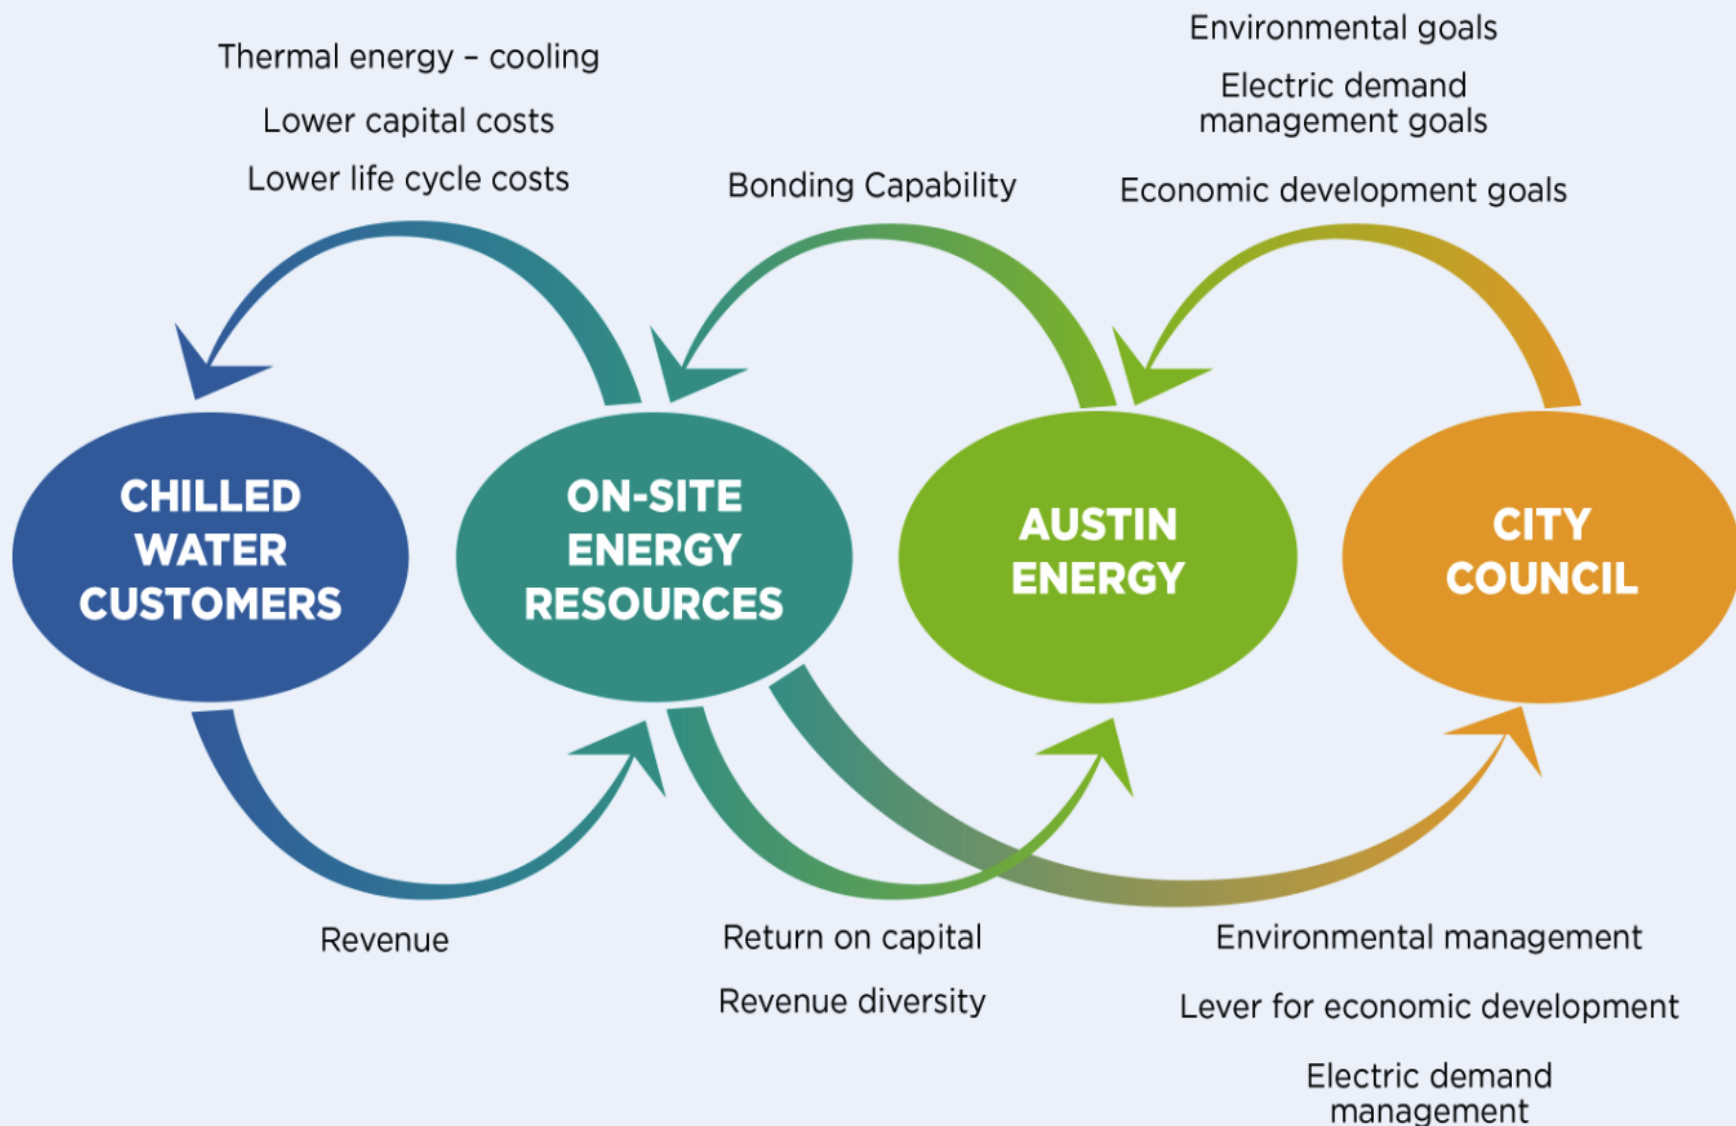 Thermal energy – cooling
Lower capital costs
Lower life cycle costs
Bonding Capability
Environmental goals
Electric demand
management goals
Economic development goals
CHILLED
WATER
CUSTOMERS
ON-SITE
ENERGY
RESOURCES
AUSTIN
ENERGY
CITY
COUNCIL
Revenue
Return on capital
Revenue diversity
Environmental management
Lever for economic development
Electric demand
management